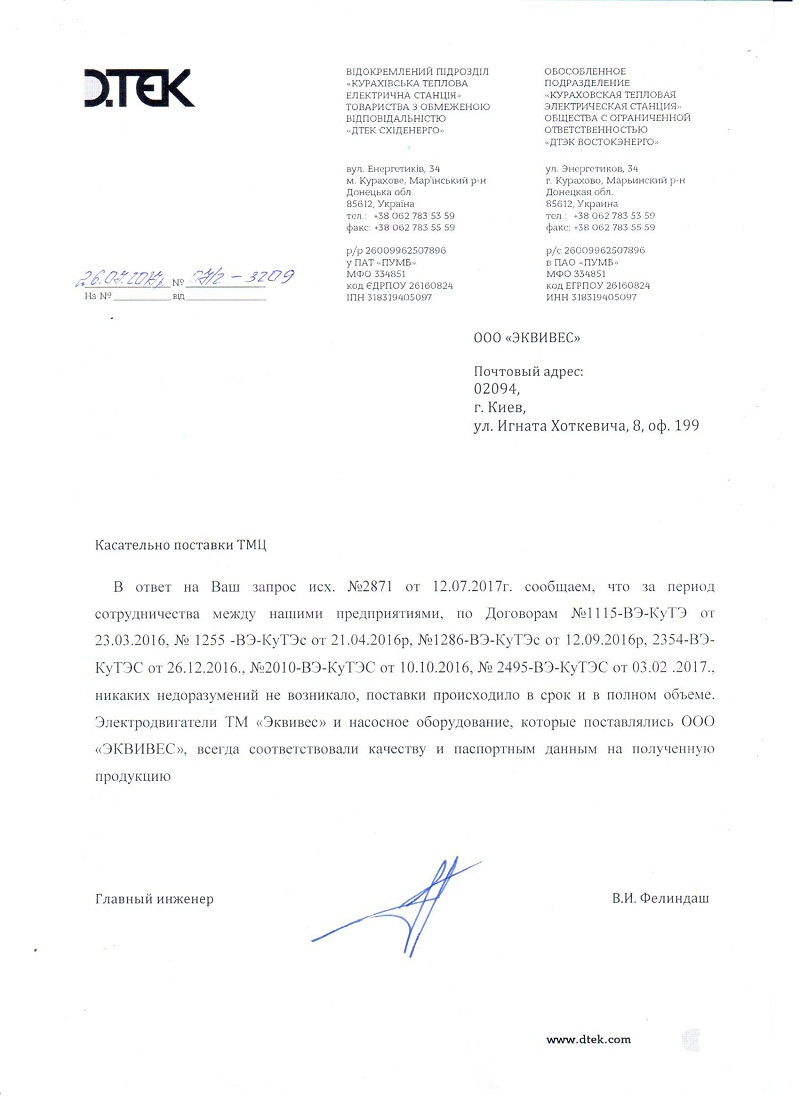 D.TEK
ВІДОКРЕМЛЕНИЙ ПІДРОЗДІЛ
«КУРАХІВСЬКА ТЕПЛОВА
ЕЛЕКТРИЧНА СТАНЦІЯ»
ТОВАРИСТВА З ОБМЕЖЕНОЮ
ВІДПОВІДАЛЬНІСТЮ
«ДТЕК СХІДЕНЕРГО»
вул. Енергетиків, 34
м. Курахове, Мар'їнський р-н
Донецька обл.
85612, Україна
тел.: +38 062 783 53 59
факс: +38 062 783 55 59
р/р 26009962507896
у ПАТ «ПУМБ»
МФО 334851
код ЄДРПОУ 26160824
ІПН 318319405097
ОБОСОБЛЕННОЕ
ПОДРАЗДЕЛЕНИЕ
«КУРАХОВСКАЯ ТЕПЛОВАЯ
ЭЛЕКТРИЧЕСКАЯ СТАНЦИЯ»
ОБЩЕСТВА С ОГРАНИЧЕННОЙ
ОТВЕТСТВЕННОСТЬЮ
«ДТЭК ВОСТОКЭНЕРГО»
ул. Энергетиков, 34
г. Курахово, Марьинский р-н
Донецкая обл.
85612, Украина
тел.: +38 062 783 53 59
факс: +38 062 783 55 59
р/с 26009962507896
в ПАО «ПУМБ»
МФО 334851
код ЕГРПОУ 26160824
ИНН 318319405097
26.07.2017р. № 27/2 – 3209
На № від
ООО «ЭКВИВЕС»
Почтовый адрес:
02094,
г. Киев,
ул. Игната Хоткевича, 8, оф. 199
Касательно поставки ТМЦ
В ответ на Ваш запрос исх. №2871 от 12.07.2017г. сообщаем, что за период
сотрудничества между нашими предприятиями, по Договорам №1115-ВЭ-КуТЭ от
23.03.2016, № 1255 -ВЭ-КуТЭс от 21.04.2016р, №1286-ВЭ-КуТЭс от 12.09.2016р, 2354-ВЭ-
КуТЭС от 26.12.2016., №2010-ВЭ-КуТЭС от 10.10.2016, № 2495-ВЭ-КуТЭС от 03.02 .2017.,
никаких недоразумений не возникало, поставки происходило в срок и в полном объеме.
Электродвигатели ТМ «Эквивес» и насосное оборудование, которые поставлялись ООО
«ЭКВИВЕС», всегда соответствовали качеству и паспортным данным на полученную
продукцию
Главный инженер
В.И. Фелиндаш
www.dtek.com